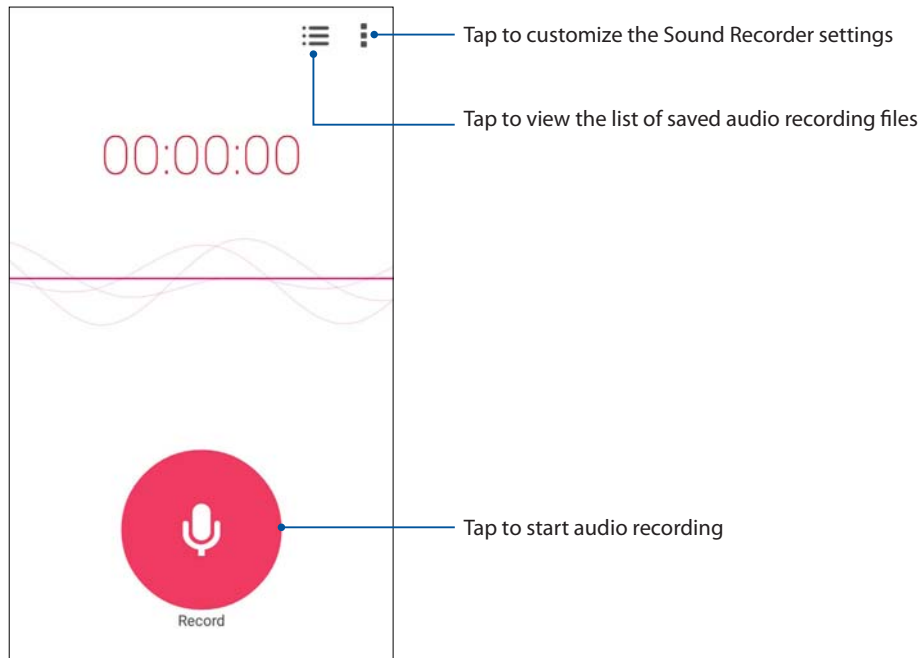 Tap to customize the Sound Recorder settings
Tap to view the list of saved audio recording files
00:00:00
Tap to start audio recording
Record